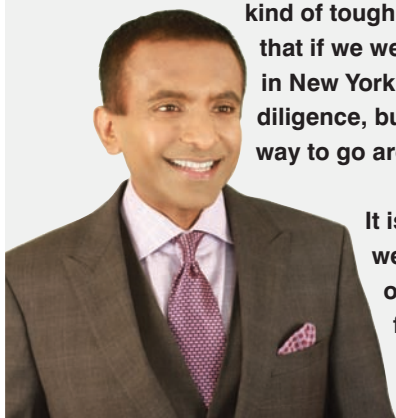 kind of tough
that if we we
in New York
diligence, bu
way to go ar
It is
we
o
f